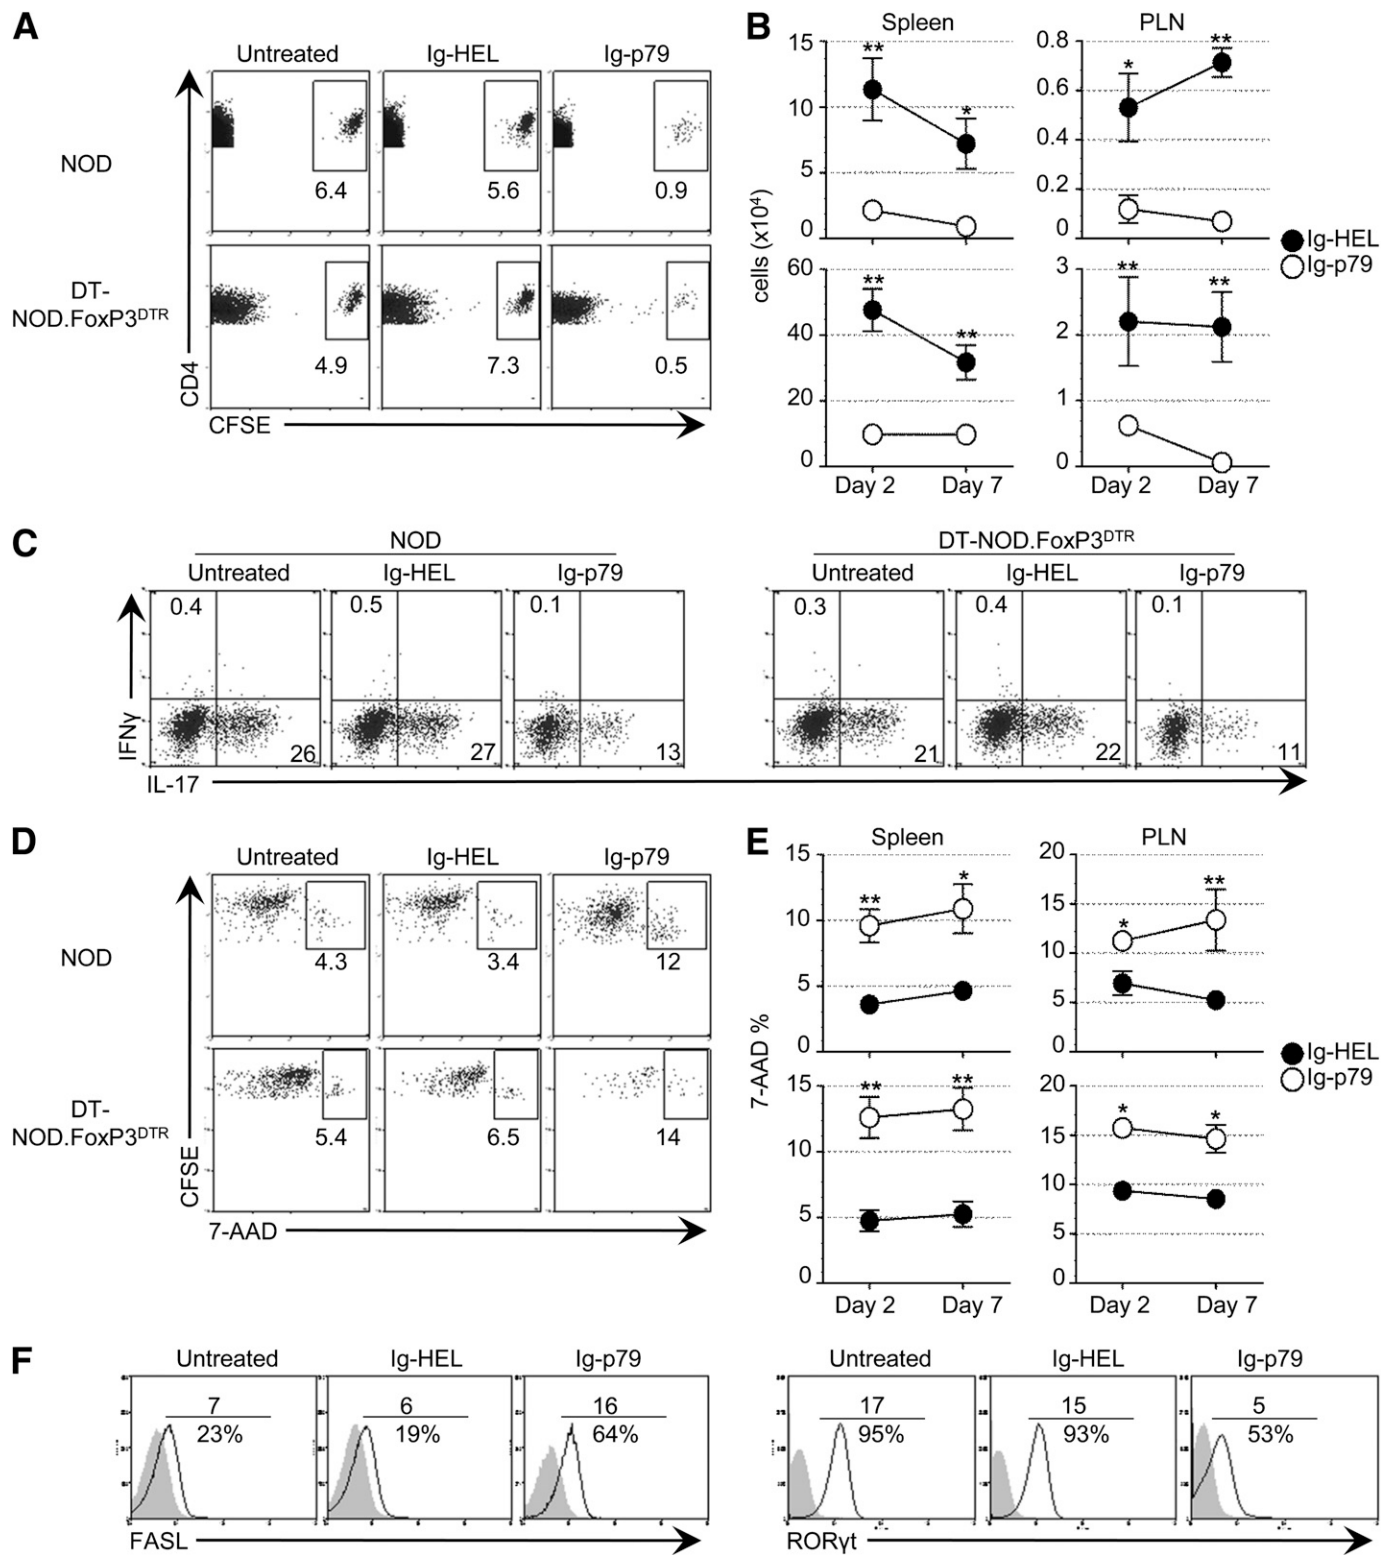 A
Untreated Ig-HEL Ig-p79
NOD
6.4 5.6 0.9
DT-
NOD.FoxP3DTR
4.9 7.3 0.5
CD4
CFSE
B
Spleen PLN
15 10 5 0
** *
0.8 0.6 0.4 0.2 0
* **
cells (x10⁴)
Ig-HEL
Ig-p79
60 40 20 0
** **
3 2 1 0
** **
Day 2 Day 7 Day 2 Day 7
C
NOD DT-NOD.FoxP3DTR
Untreated Ig-HEL Ig-p79 Untreated Ig-HEL Ig-p79
0.4 0.5 0.1 0.3 0.4 0.1
26 27 13 21 22 11
IFNγ
IL-17
D
Untreated Ig-HEL Ig-p79
NOD
4.3 3.4 12
DT-
NOD.FoxP3DTR
5.4 6.5 14
CFSE
7-AAD
E
Spleen PLN
15 10 5 0
** *
20 15 10 5 0
* **
7-AAD %
Ig-HEL
Ig-p79
15 10 5 0
** **
20 15 10 5 0
* *
Day 2 Day 7 Day 2 Day 7
F
Untreated Ig-HEL Ig-p79 Untreated Ig-HEL Ig-p79
7 6 16 17 15 5
23% 19% 64% 95% 93% 53%
FASL RORγt